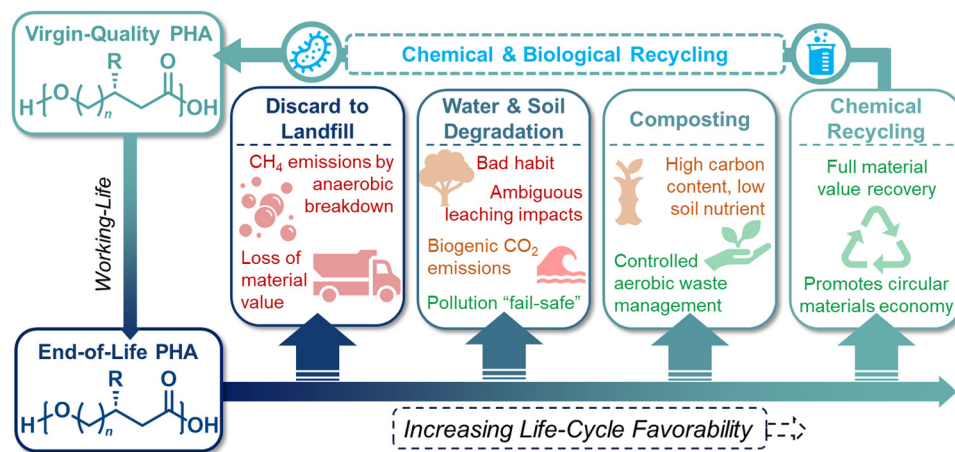 Virgin-Quality PHA
R
O
H
O
n
OH
Chemical & Biological Recycling
Working-Life
Discard to
Landfill
CH₄ emissions by
anaerobic
breakdown
Loss of
material
value
Water & Soil
Degradation
Bad habit
Ambiguous
leaching impacts
Biogenic CO₂
emissions
Pollution “fail-safe”
Composting
High carbon
content, low
soil nutrient
Controlled
aerobic waste
management
Chemical
Recycling
Full material
value recovery
Promotes circular
materials economy
End-of-Life PHA
R
O
H
O
n
OH
Increasing Life-Cycle Favorability